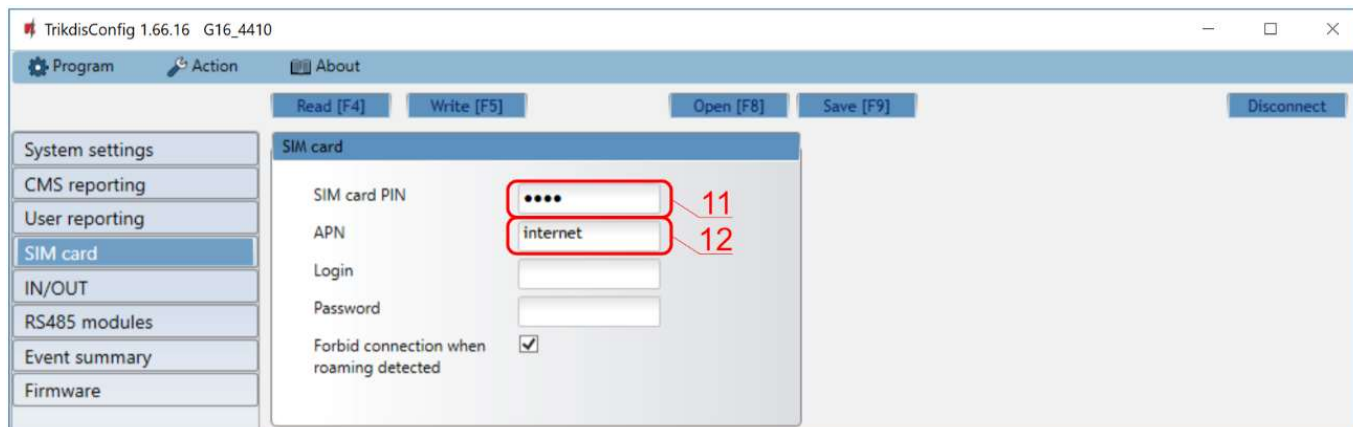 TrikdisConfig 1.66.16 G16_4410
Program Action About
Read [F4] Write [F5] Open [F8] Save [F9] Disconnect
System settings
CMS reporting
User reporting
SIM card
IN/OUT
RS485 modules
Event summary
Firmware
SIM card
SIM card PIN •••• 11
APN internet 12
Login
Password
Forbid connection when
roaming detected